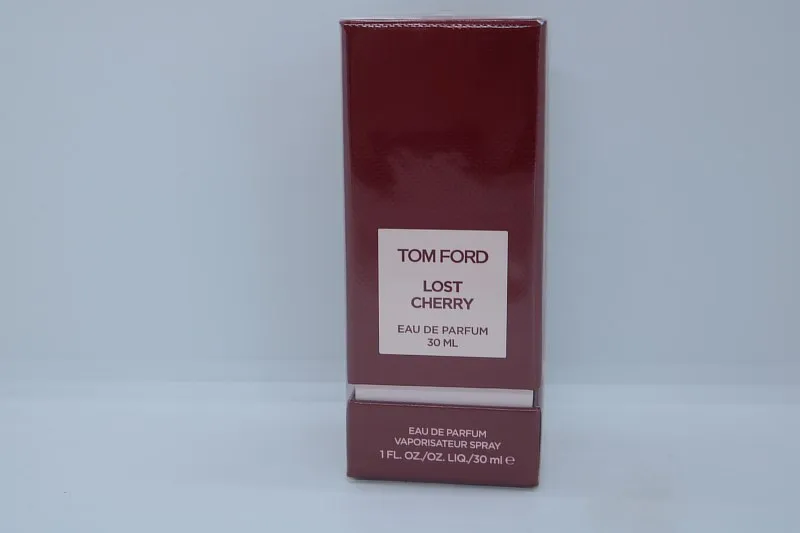 TOM FORD
LOST
CHERRY
EAU DE PARFUM
30 ML
EAU DE PARFUM
VAPORISATEUR SPRAY
1 FL. OZ./OZ. LIQ./30 ml ℮